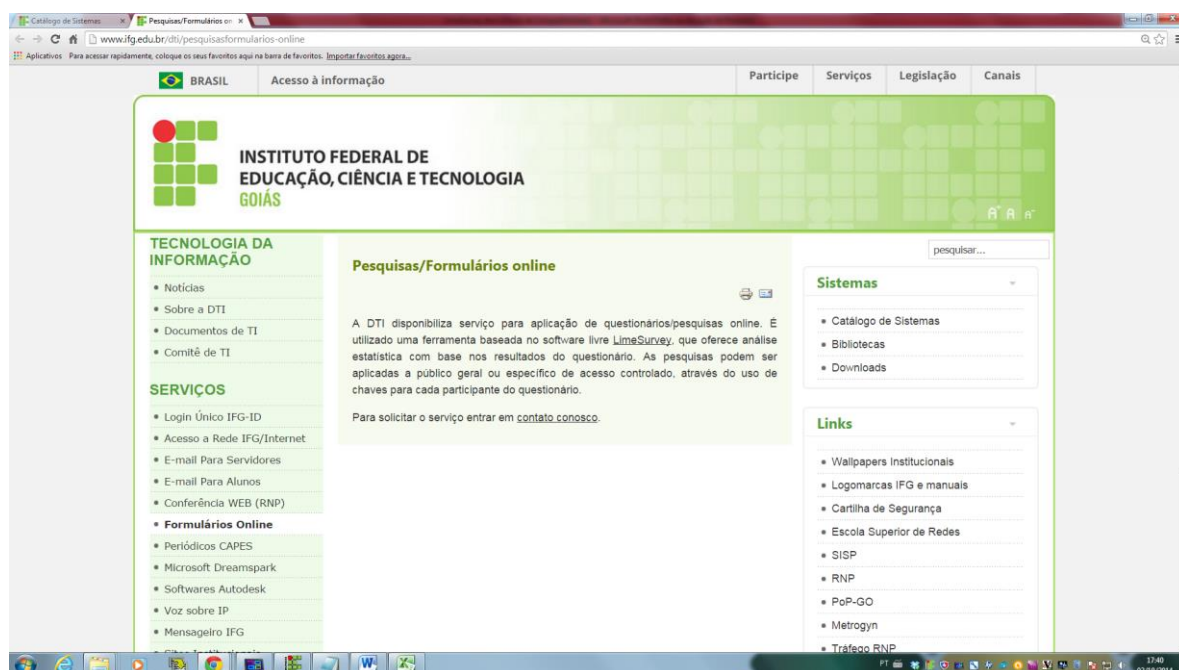 Catálogo de Sistemas
Pesquisas/Formulários on
www.ifg.edu.br/dti/pesquisasformularios-online
Aplicativos Para acessar rapidamente, coloque os seus favoritos aqui na barra de favoritos. Importar favoritos agora...
BRASIL Acesso à informação Participe Serviços Legislação Canais
INSTITUTO FEDERAL DE
EDUCAÇÃO, CIÊNCIA E TECNOLOGIA
GOIÁS
A+ A A-
TECNOLOGIA DA
INFORMAÇÃO
Notícias
Sobre a DTI
Documentos de TI
Comitê de TI
SERVIÇOS
Login Único IFG-ID
Acesso a Rede IFG/Internet
E-mail Para Servidores
E-mail Para Alunos
Conferência WEB (RNP)
Formulários Online
Periódicos CAPES
Microsoft Dreamspark
Softwares Autodesk
Voz sobre IP
Mensageiro IFG
Sites Institucionais
Pesquisas/Formulários online
A DTI disponibiliza serviço para aplicação de questionários/pesquisas online. É
utilizado uma ferramenta baseada no software livre LimeSurvey, que oferece análise
estatística com base nos resultados do questionário. As pesquisas podem ser
aplicadas a público geral ou específico de acesso controlado, através do uso de
chaves para cada participante do questionário.
Para solicitar o serviço entrar em contato conosco.
pesquisar...
Sistemas
Catálogo de Sistemas
Bibliotecas
Downloads
Links
Wallpapers Institucionais
Logomarcas IFG e manuais
Cartilha de Segurança
Escola Superior de Redes
SISP
RNP
PoP-GO
Metrogyn
Tráfego RNP
PT
17:40